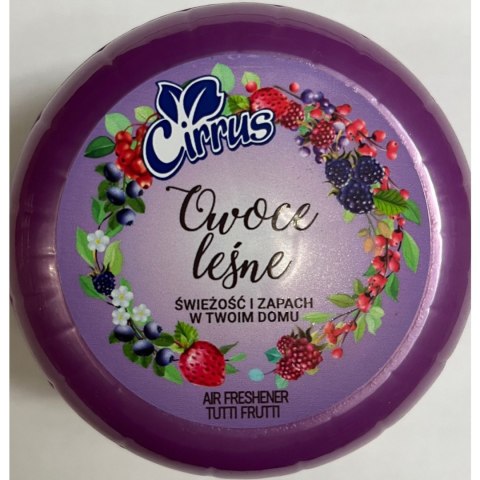 Cirrus
Owoce
leśne
ŚWIEŻOŚĆ I ZAPACH
W TWOIM DOMU
AIR FRESHENER
TUTTI FRUTTI